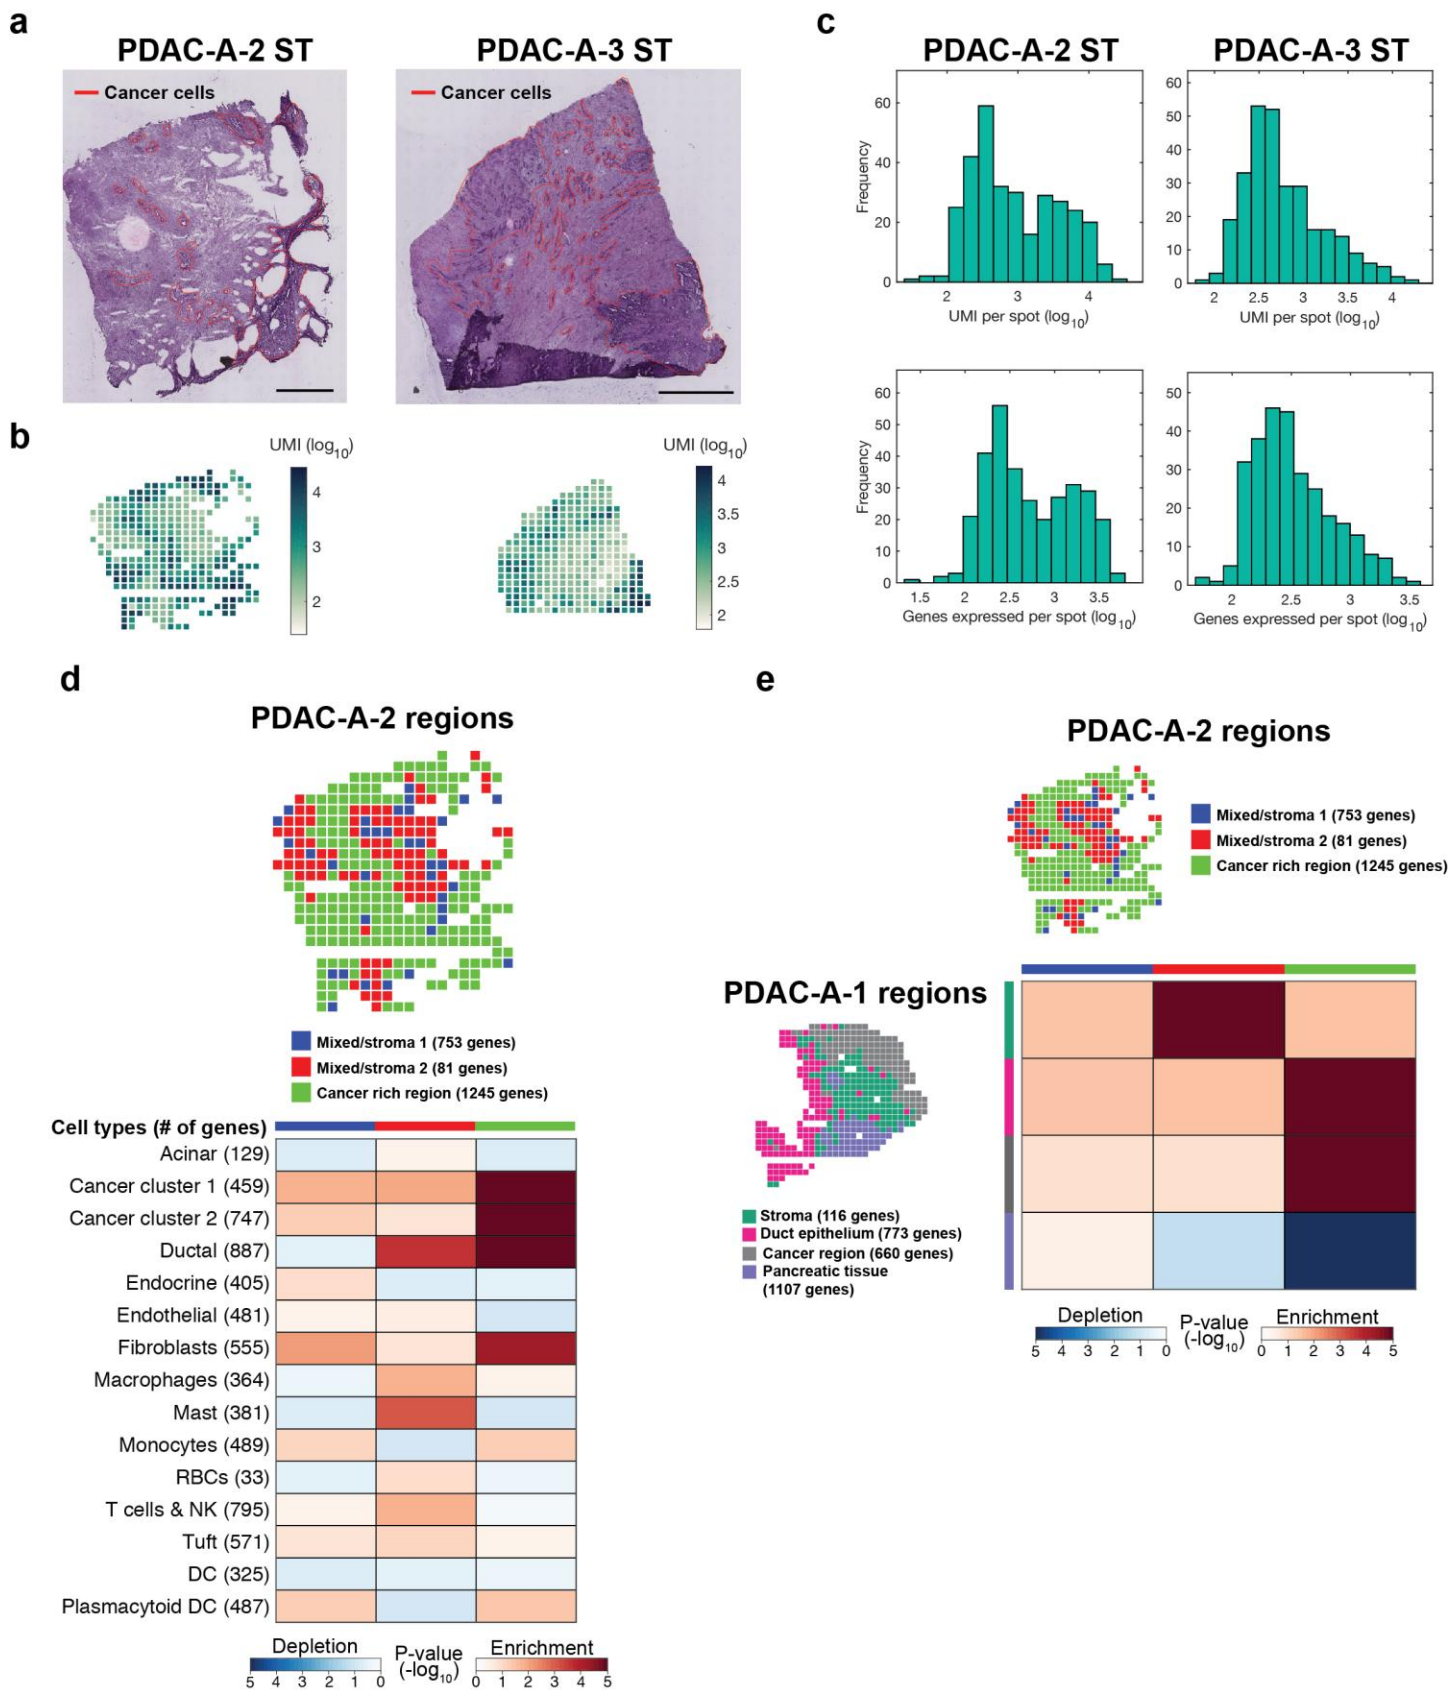 a
PDAC-A-2 ST
PDAC-A-3 ST
Cancer cells
Cancer cells
b
UMI (log10)
4
3
2
UMI (log10)
4
3.5
3
2.5
2
c
PDAC-A-2 ST
PDAC-A-3 ST
Frequency
60
40
20
0
2 3 4
UMI per spot (log10)
60
50
40
30
20
10
0
2 2.5 3 3.5 4
UMI per spot (log10)
Frequency
60
50
40
30
20
10
0
1.5 2 2.5 3 3.5
Genes expressed per spot (log10)
50
40
30
20
10
0
2 2.5 3 3.5
Genes expressed per spot (log10)
d
PDAC-A-2 regions
Mixed/stroma 1 (753 genes)
Mixed/stroma 2 (81 genes)
Cancer rich region (1245 genes)
Cell types (# of genes)
Acinar (129)
Cancer cluster 1 (459)
Cancer cluster 2 (747)
Ductal (887)
Endocrine (405)
Endothelial (481)
Fibroblasts (555)
Macrophages (364)
Mast (381)
Monocytes (489)
RBCs (33)
T cells & NK (795)
Tuft (571)
DC (325)
Plasmacytoid DC (487)
Depletion
P-value
(-log10)
Enrichment
5 4 3 2 1 0
0 1 2 3 4 5
e
PDAC-A-2 regions
Mixed/stroma 1 (753 genes)
Mixed/stroma 2 (81 genes)
Cancer rich region (1245 genes)
PDAC-A-1 regions
Stroma (116 genes)
Duct epithelium (773 genes)
Cancer region (660 genes)
Pancreatic tissue
(1107 genes)
Depletion
P-value
(-log10)
Enrichment
5 4 3 2 1 0
0 1 2 3 4 5